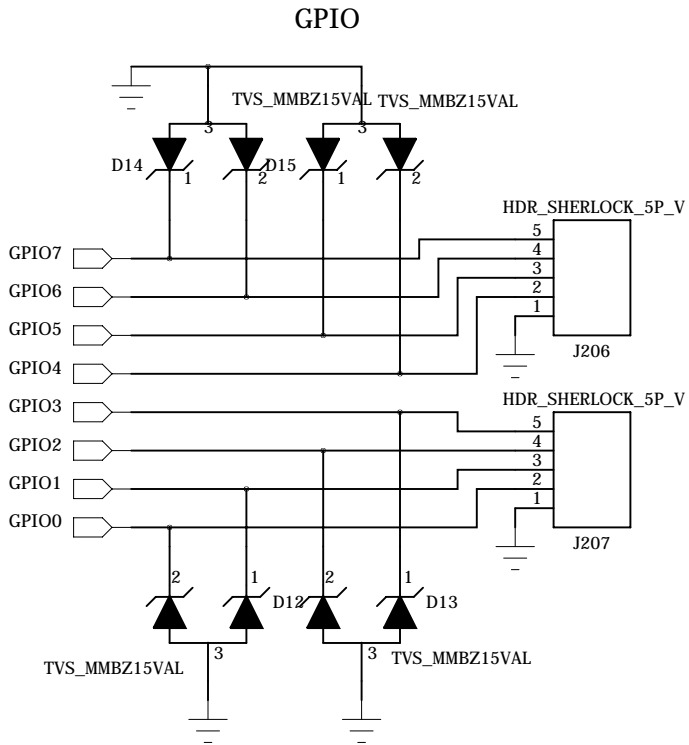 GPIO
TVS_MMBZ15VAL
TVS_MMBZ15VAL
3
3
D14
1
2
D15
1
2
HDR_SHERLOCK_5P_V
GPIO7
5
4
GPIO6
3
2
GPIO5
1
J206
GPIO4
HDR_SHERLOCK_5P_V
GPIO3
5
GPIO2
4
3
GPIO1
2
1
GPIO0
J207
2
1
2
1
D12
D13
3
3
TVS_MMBZ15VAL
TVS_MMBZ15VAL